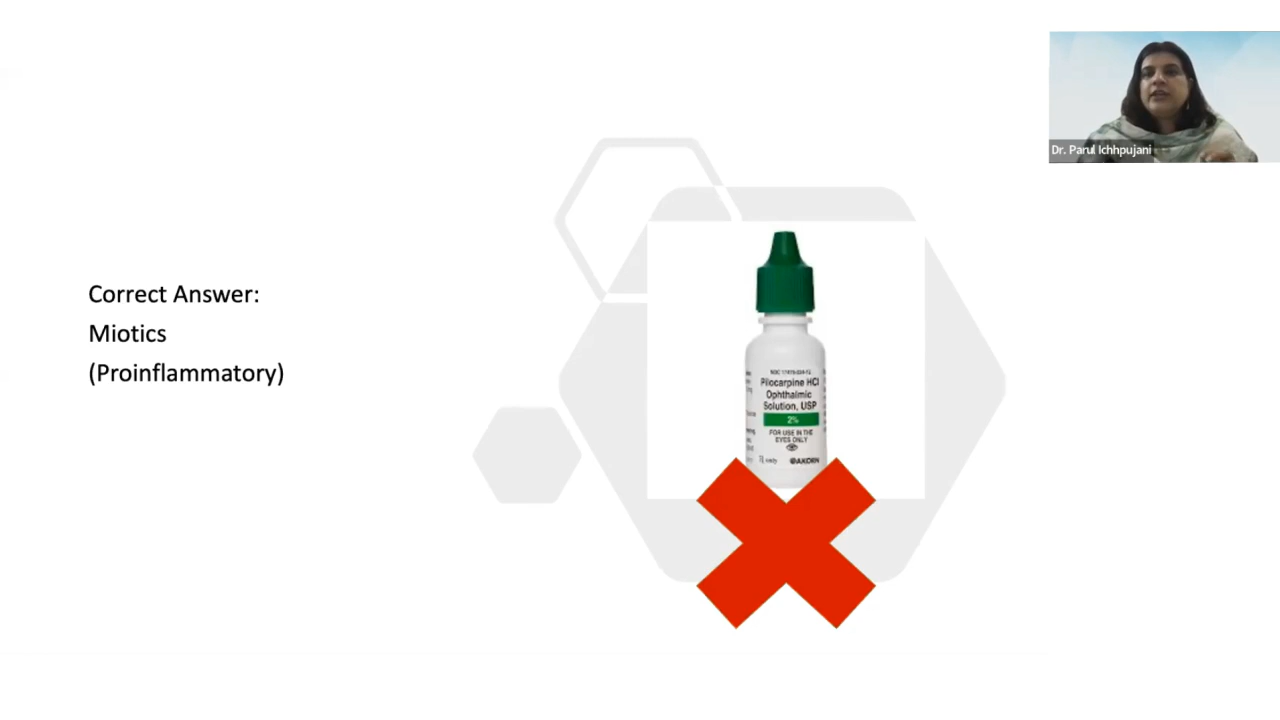 Dr. Parul Ichhpujani
Correct Answer:
Miotics
(Proinflammatory)
Pilocarpine HCl
Ophthalmic
Solution, USP
2%
FOR USE IN THE
EYES ONLY
AKORN